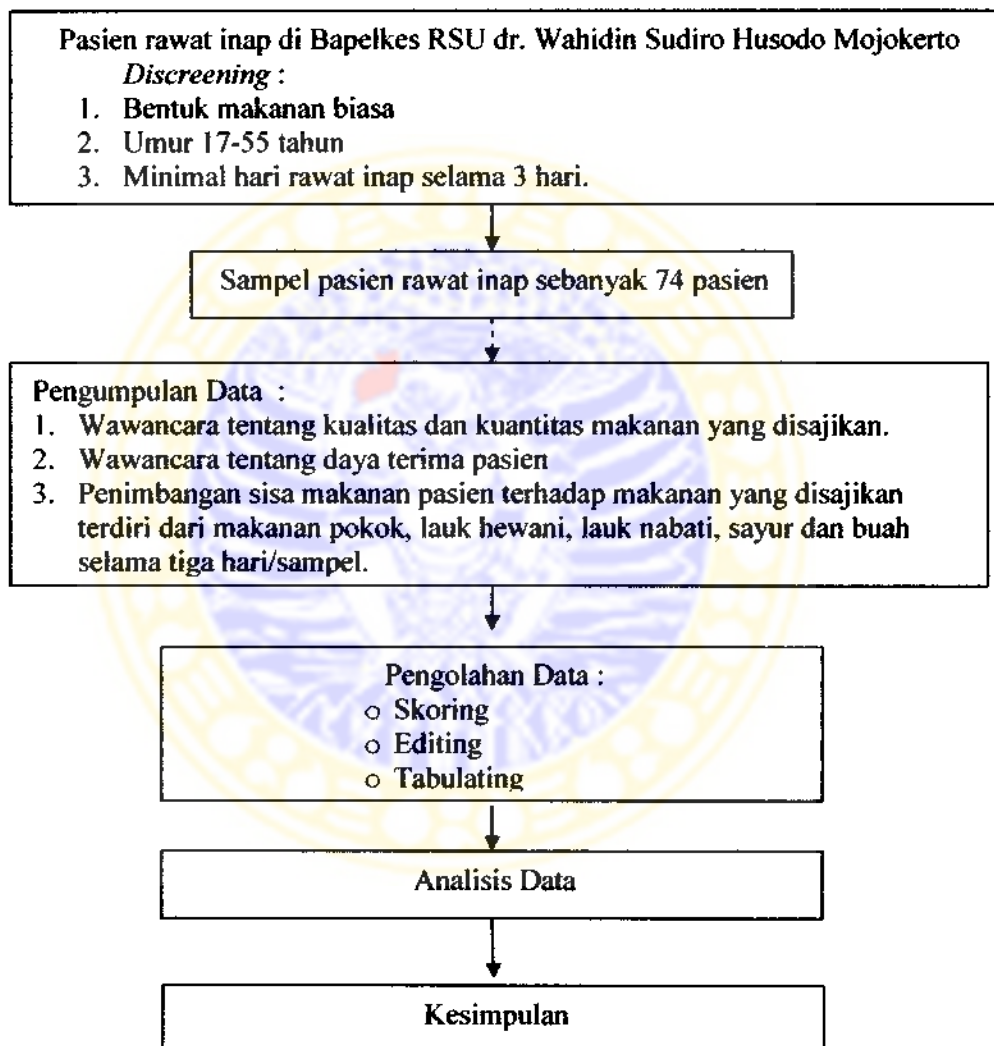 Pasien rawat inap di Bapelkes RSU dr. Wahidin Sudiro Husodo Mojokerto
Discreening :
1. Bentuk makanan biasa
2. Umur 17-55 tahun
3. Minimal hari rawat inap selama 3 hari.
Sampel pasien rawat inap sebanyak 74 pasien
Pengumpulan Data :
1. Wawancara tentang kualitas dan kuantitas makanan yang disajikan.
2. Wawancara tentang daya terima pasien
3. Penimbangan sisa makanan pasien terhadap makanan yang disajikan
terdiri dari makanan pokok, lauk hewani, lauk nabati, sayur dan buah
selama tiga hari/sampel.
Pengolahan Data :
o Skoring
o Editing
o Tabulating
Analisis Data
Kesimpulan